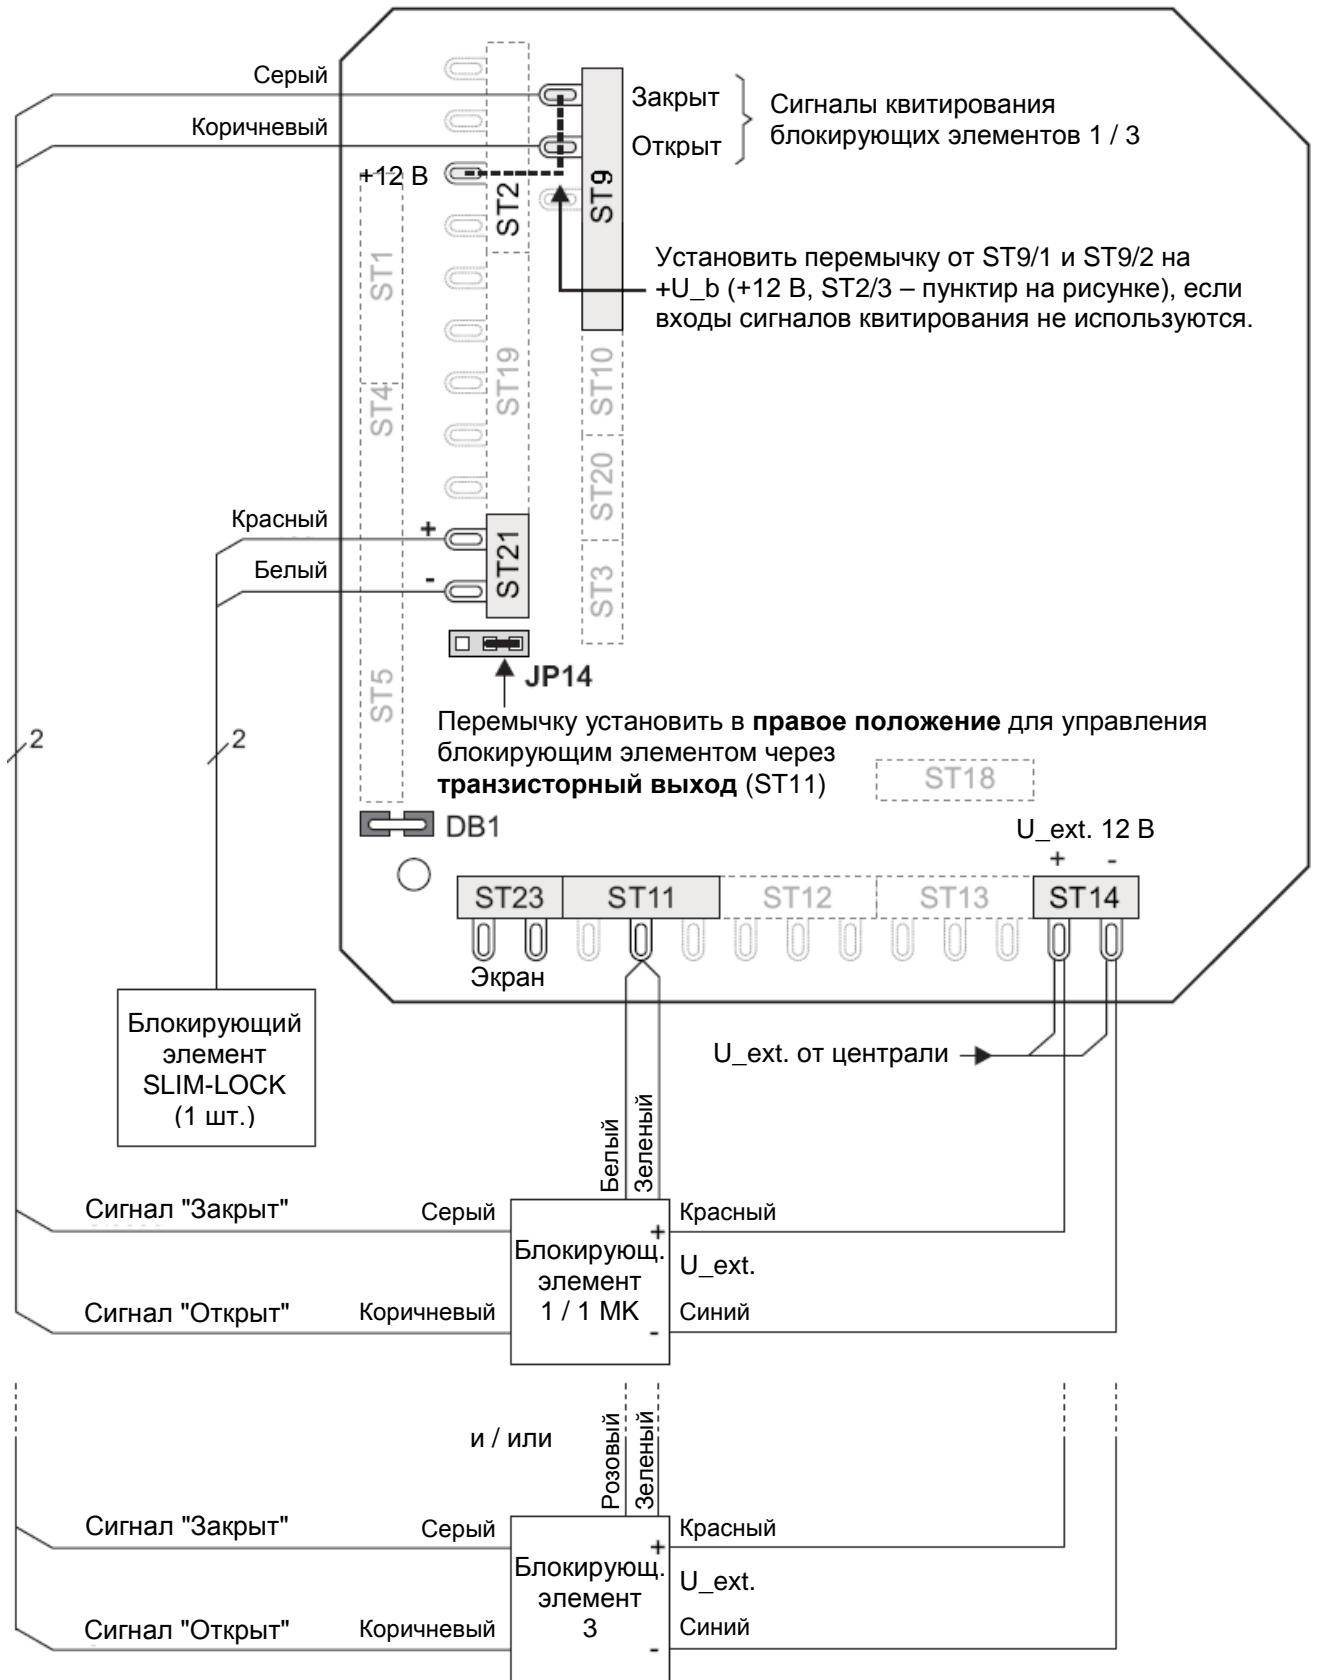 Серый
Закрыт
Сигналы квитирования
блокирующих элементов 1 / 3
Коричневый
Открыт
+12 В
ST2
ST9
ST1
Установить перемычку от ST9/1 и ST9/2 на
+U_b (+12 В, ST2/3 – пунктир на рисунке), если
входы сигналов квитирования не используются.
ST19
ST10
ST4
ST20
Красный
+
ST21
Белый
-
ST3
JP14
ST5
Перемычку установить в правое положение для управления
блокирующим элементом через
транзисторный выход (ST11)
2
2
ST18
DB1
U_ext. 12 В
+ -
ST23
ST11
ST12
ST13
ST14
Экран
Блокирующий
элемент
SLIM-LOCK
(1 шт.)
U_ext. от централи
Белый
Зеленый
Сигнал "Закрыт"
Серый
Красный
+
Блокирующ.
элемент
1 / 1 МК
U_ext.
Сигнал "Открыт"
Коричневый
Синий
-
и / или
Розовый
Зеленый
Сигнал "Закрыт"
Серый
Красный
+
Блокирующ.
элемент
3
U_ext.
Сигнал "Открыт"
Коричневый
Синий
-